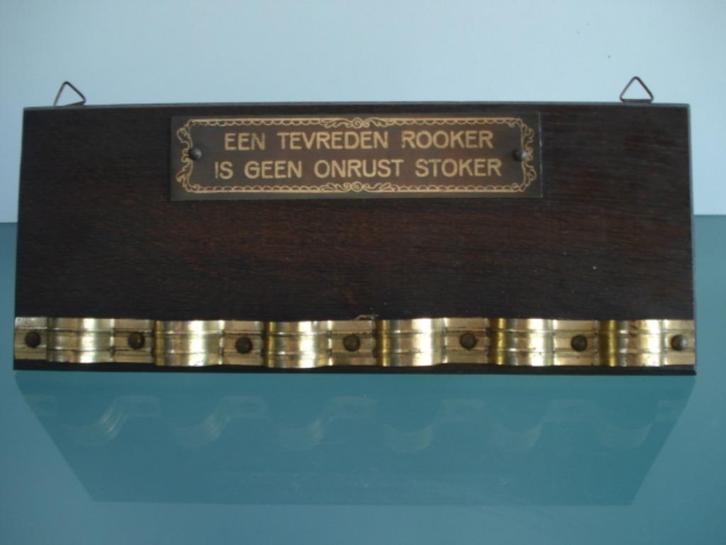 EEN TEVREDEN ROOKER
IS GEEN ONRUST STOKER